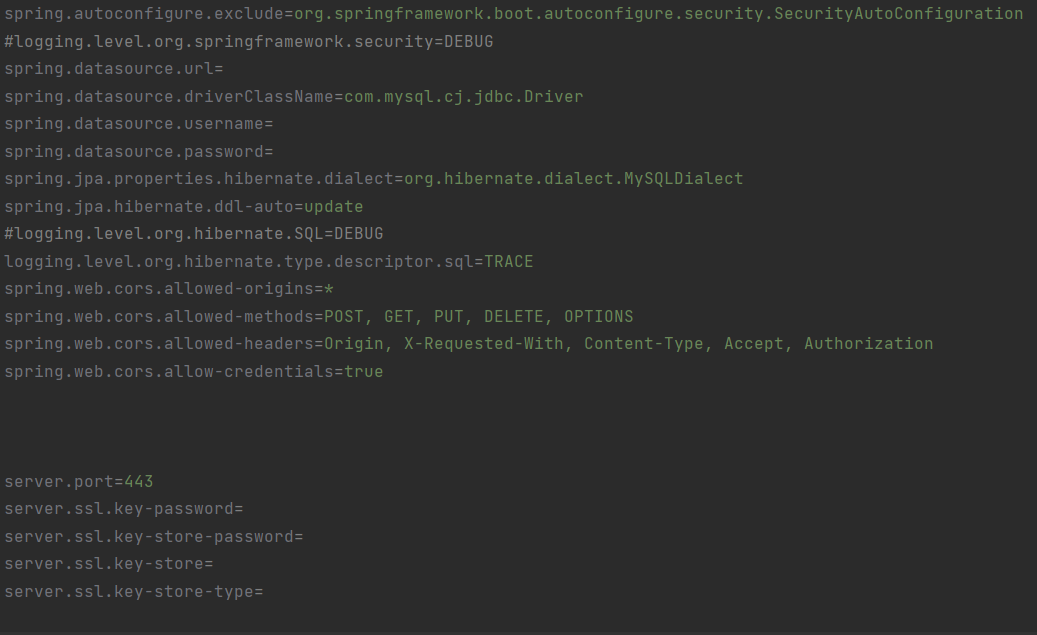 spring.autoconfigure.exclude=org.springframework.boot.autoconfigure.security.SecurityAutoConfiguration
#logging.level.org.springframework.security=DEBUG
spring.datasource.url=
spring.datasource.driverClassName=com.mysql.cj.jdbc.Driver
spring.datasource.username=
spring.datasource.password=
spring.jpa.properties.hibernate.dialect=org.hibernate.dialect.MySQLDialect
spring.jpa.hibernate.ddl-auto=update
#logging.level.org.hibernate.SQL=DEBUG
logging.level.org.hibernate.type.descriptor.sql=TRACE
spring.web.cors.allowed-origins=*
spring.web.cors.allowed-methods=POST, GET, PUT, DELETE, OPTIONS
spring.web.cors.allowed-headers=Origin, X-Requested-With, Content-Type, Accept, Authorization
spring.web.cors.allow-credentials=true
server.port=443
server.ssl.key-password=
server.ssl.key-store-password=
server.ssl.key-store=
server.ssl.key-store-type=